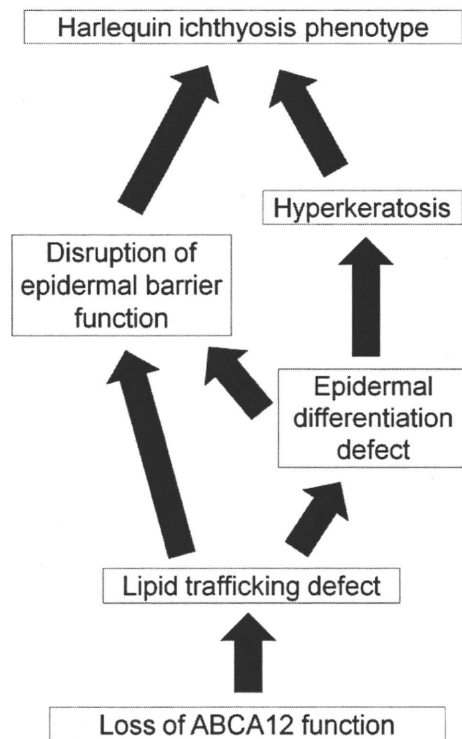 Harlequin ichthyosis phenotype
Hyperkeratosis
Disruption of
epidermal barrier
function
Epidermal
differentiation
defect
Lipid trafficking defect
Loss of ABCA12 function